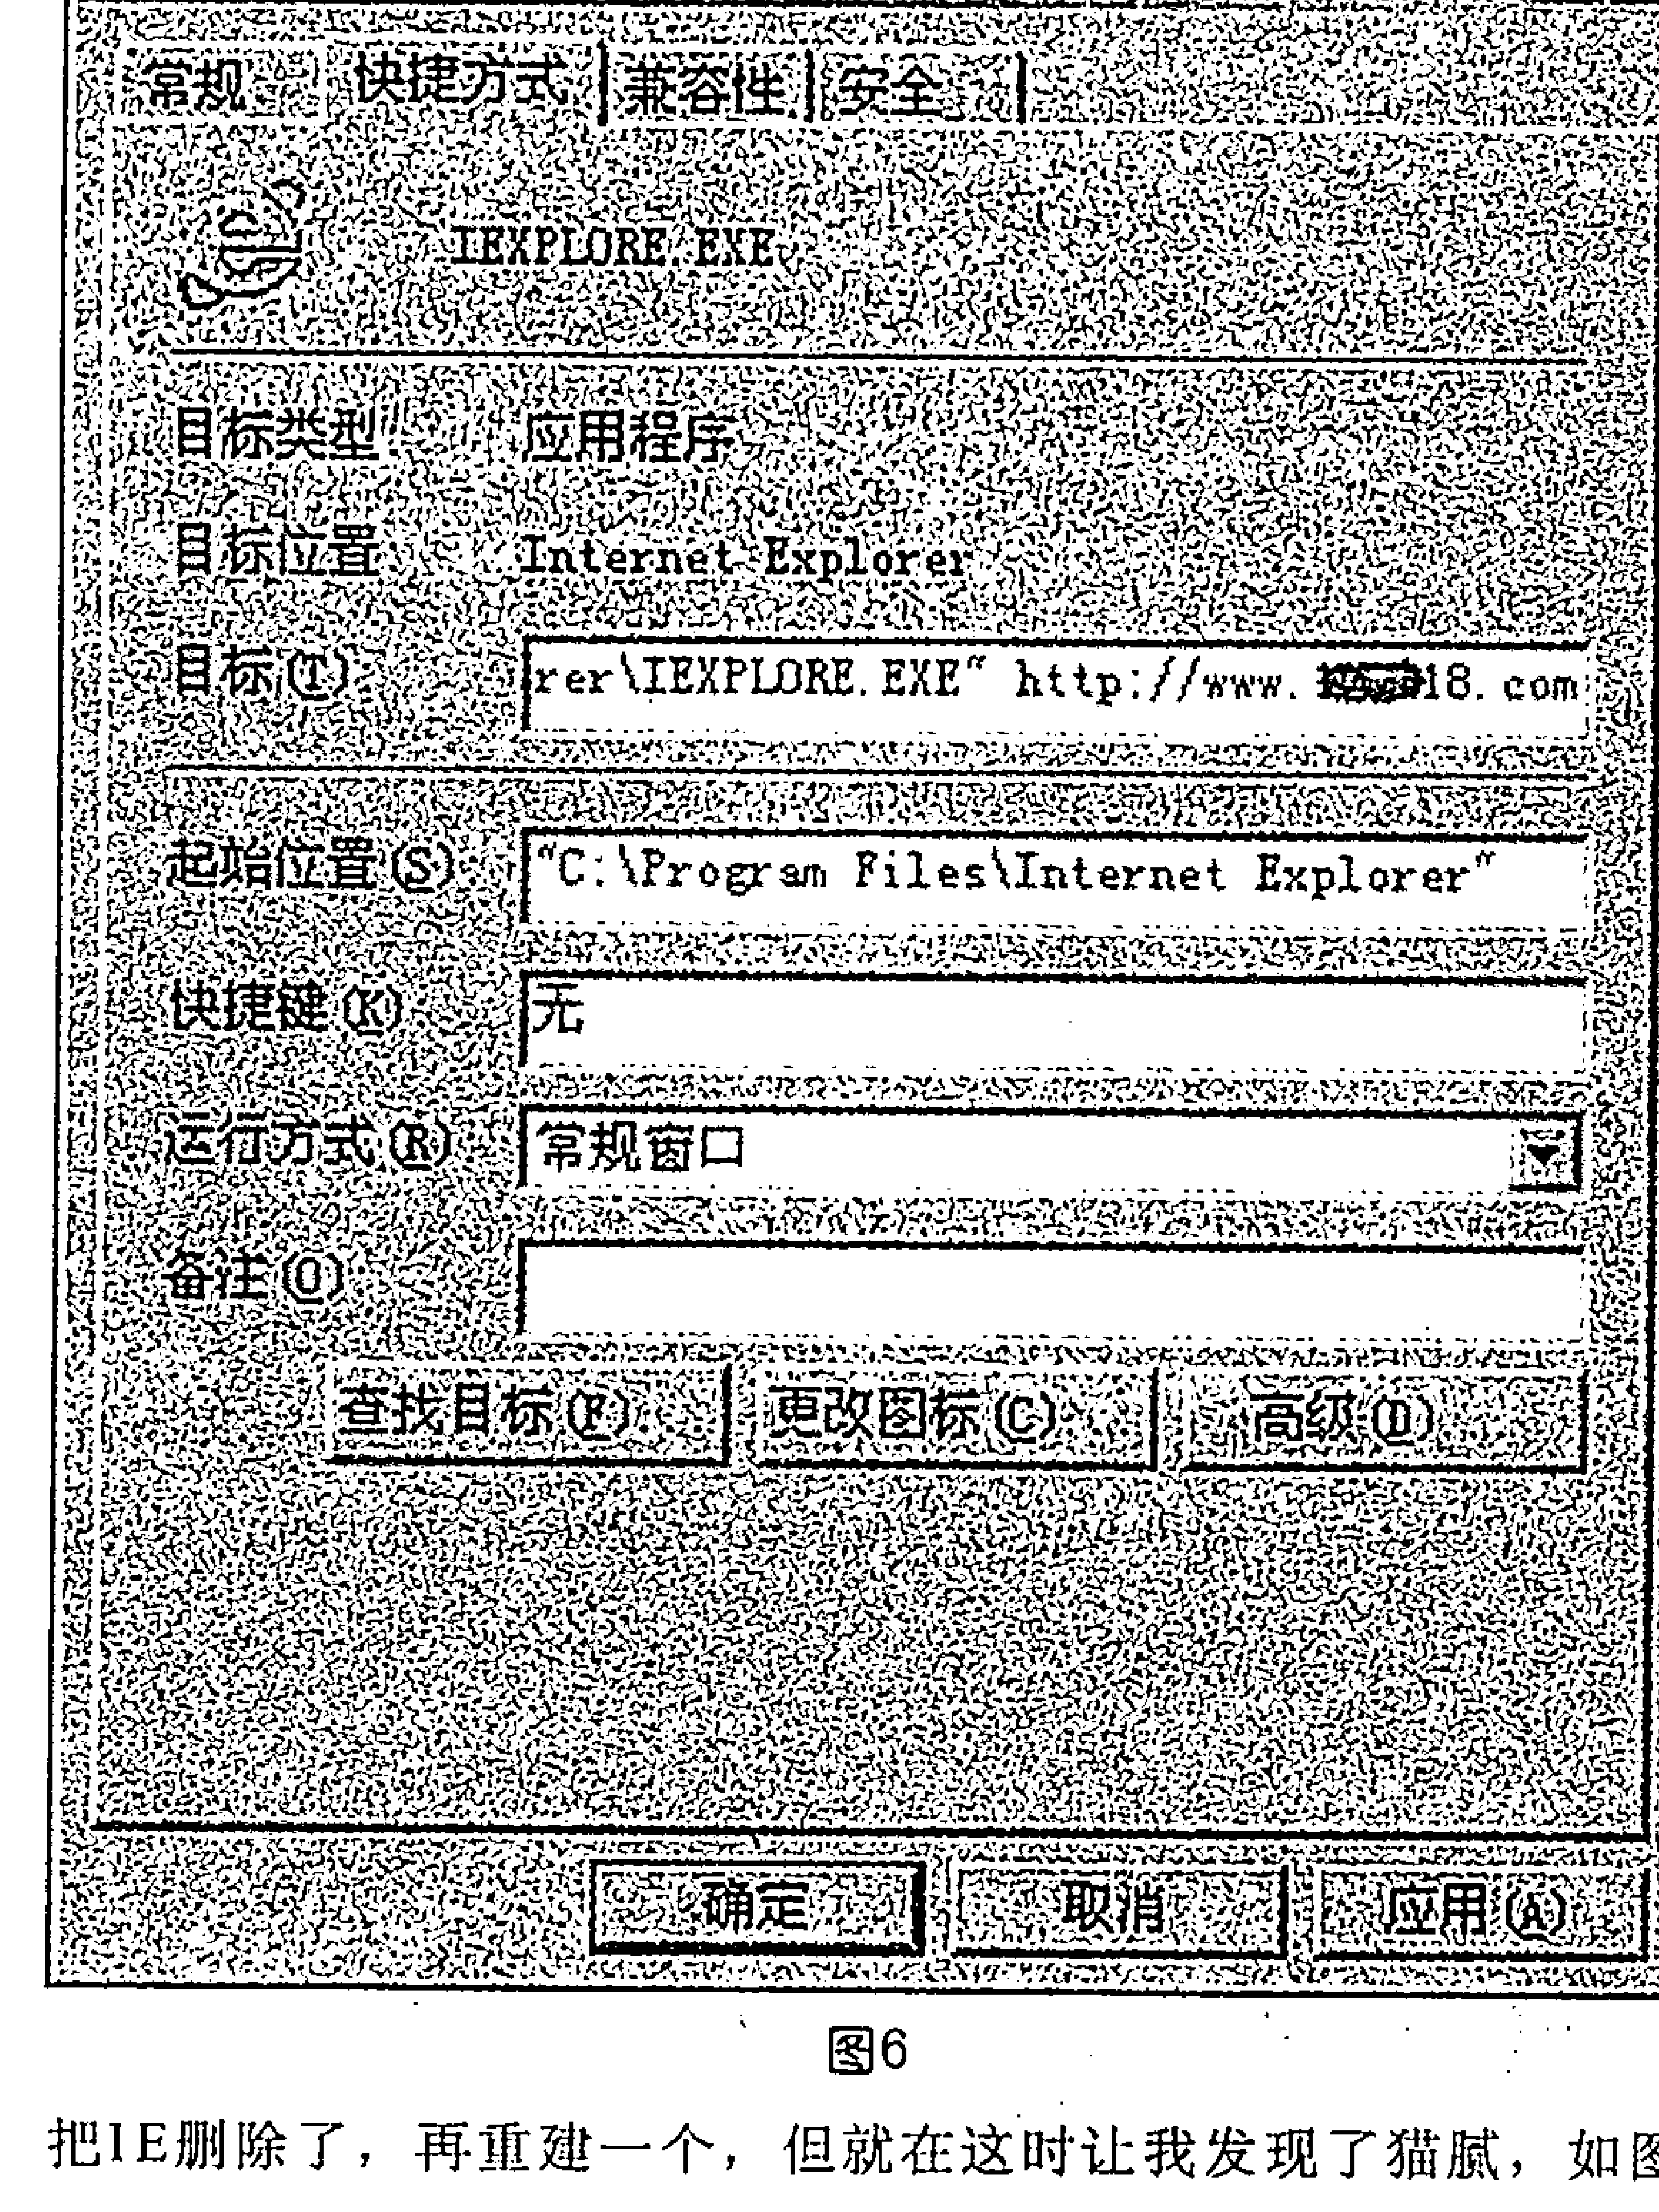 常规 快捷方式 兼容性 安全
IEXPLORE.EXE
目标类型 应用程序
目标位置 Internet Explorer
目标(T) rer\IEXPLORE.EXE" http://www. 18.com
起始位置(S): "C:\Program Files\Internet Explorer"
快捷键(K) 无
运行方式(R) 常规窗口
备注(O)
查找目标(F) 更改图标(C) 高级(D)
确定 取消 应用(A)
图6
把IE删除了，再重建一个，但就在这时让我发现了猫腻，如图